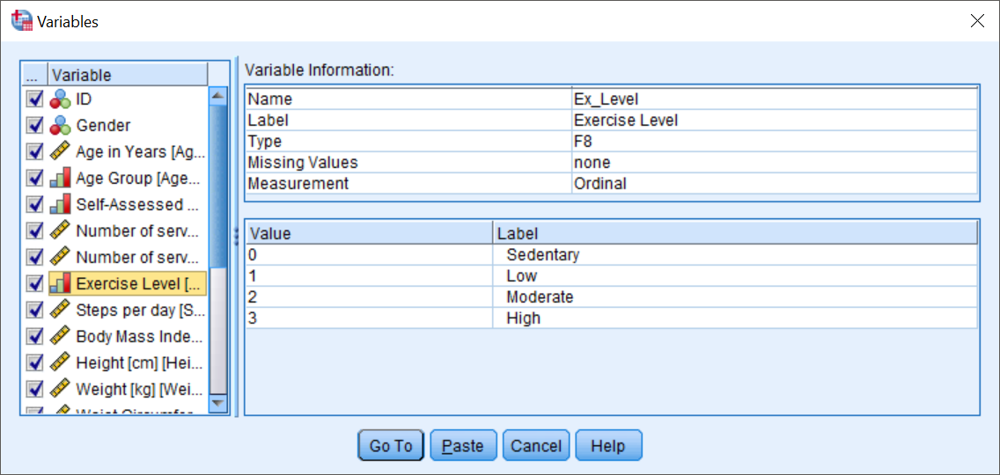 Variables
... Variable
ID
Gender
Age in Years [Ag...
Age Group [Age...
Self-Assessed ...
Number of serv...
Number of serv...
Exercise Level [...
Steps per day [S...
Body Mass Inde...
Height [cm] [Hei...
Weight [kg] [Wei...
Variable Information:
Name Ex_Level
Label Exercise Level
Type F8
Missing Values none
Measurement Ordinal
Value Label
0 Sedentary
1 Low
2 Moderate
3 High
Go To Paste Cancel Help